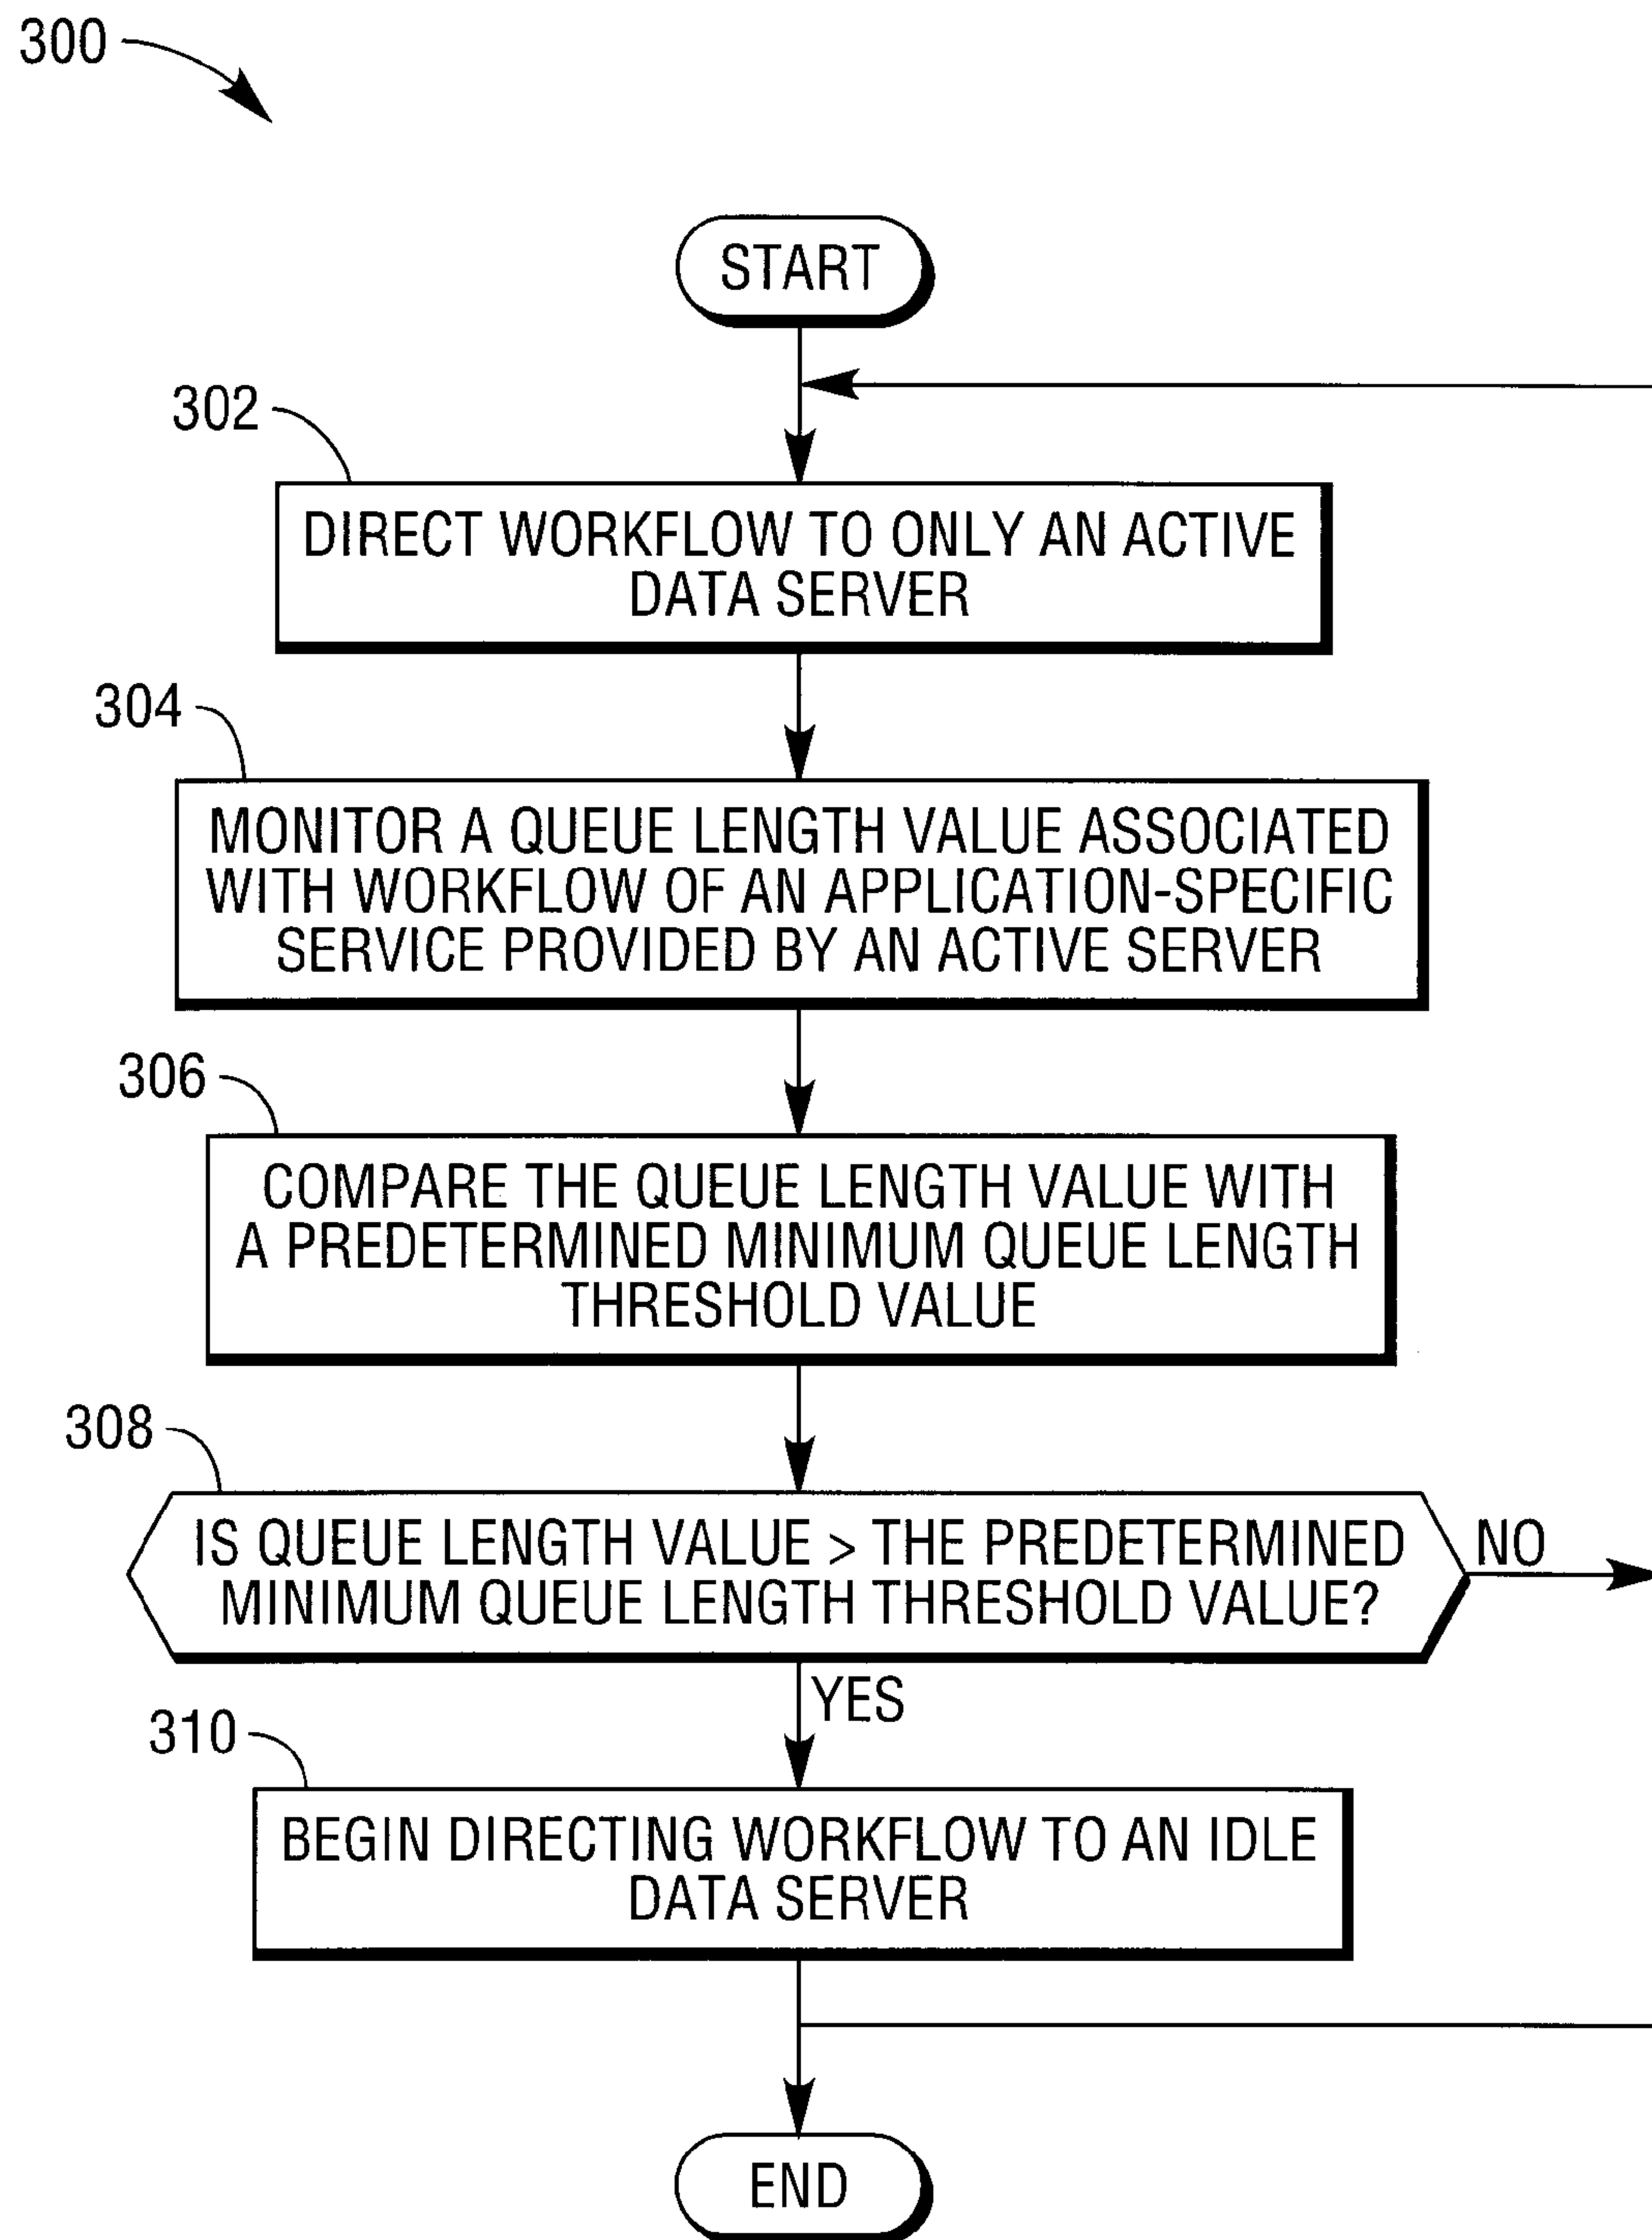 300
START
302
DIRECT WORKFLOW TO ONLY AN ACTIVE
DATA SERVER
304
MONITOR A QUEUE LENGTH VALUE ASSOCIATED
WITH WORKFLOW OF AN APPLICATION-SPECIFIC
SERVICE PROVIDED BY AN ACTIVE SERVER
306
COMPARE THE QUEUE LENGTH VALUE WITH
A PREDETERMINED MINIMUM QUEUE LENGTH
THRESHOLD VALUE
308
IS QUEUE LENGTH VALUE > THE PREDETERMINED
MINIMUM QUEUE LENGTH THRESHOLD VALUE?
NO
YES
310
BEGIN DIRECTING WORKFLOW TO AN IDLE
DATA SERVER
END